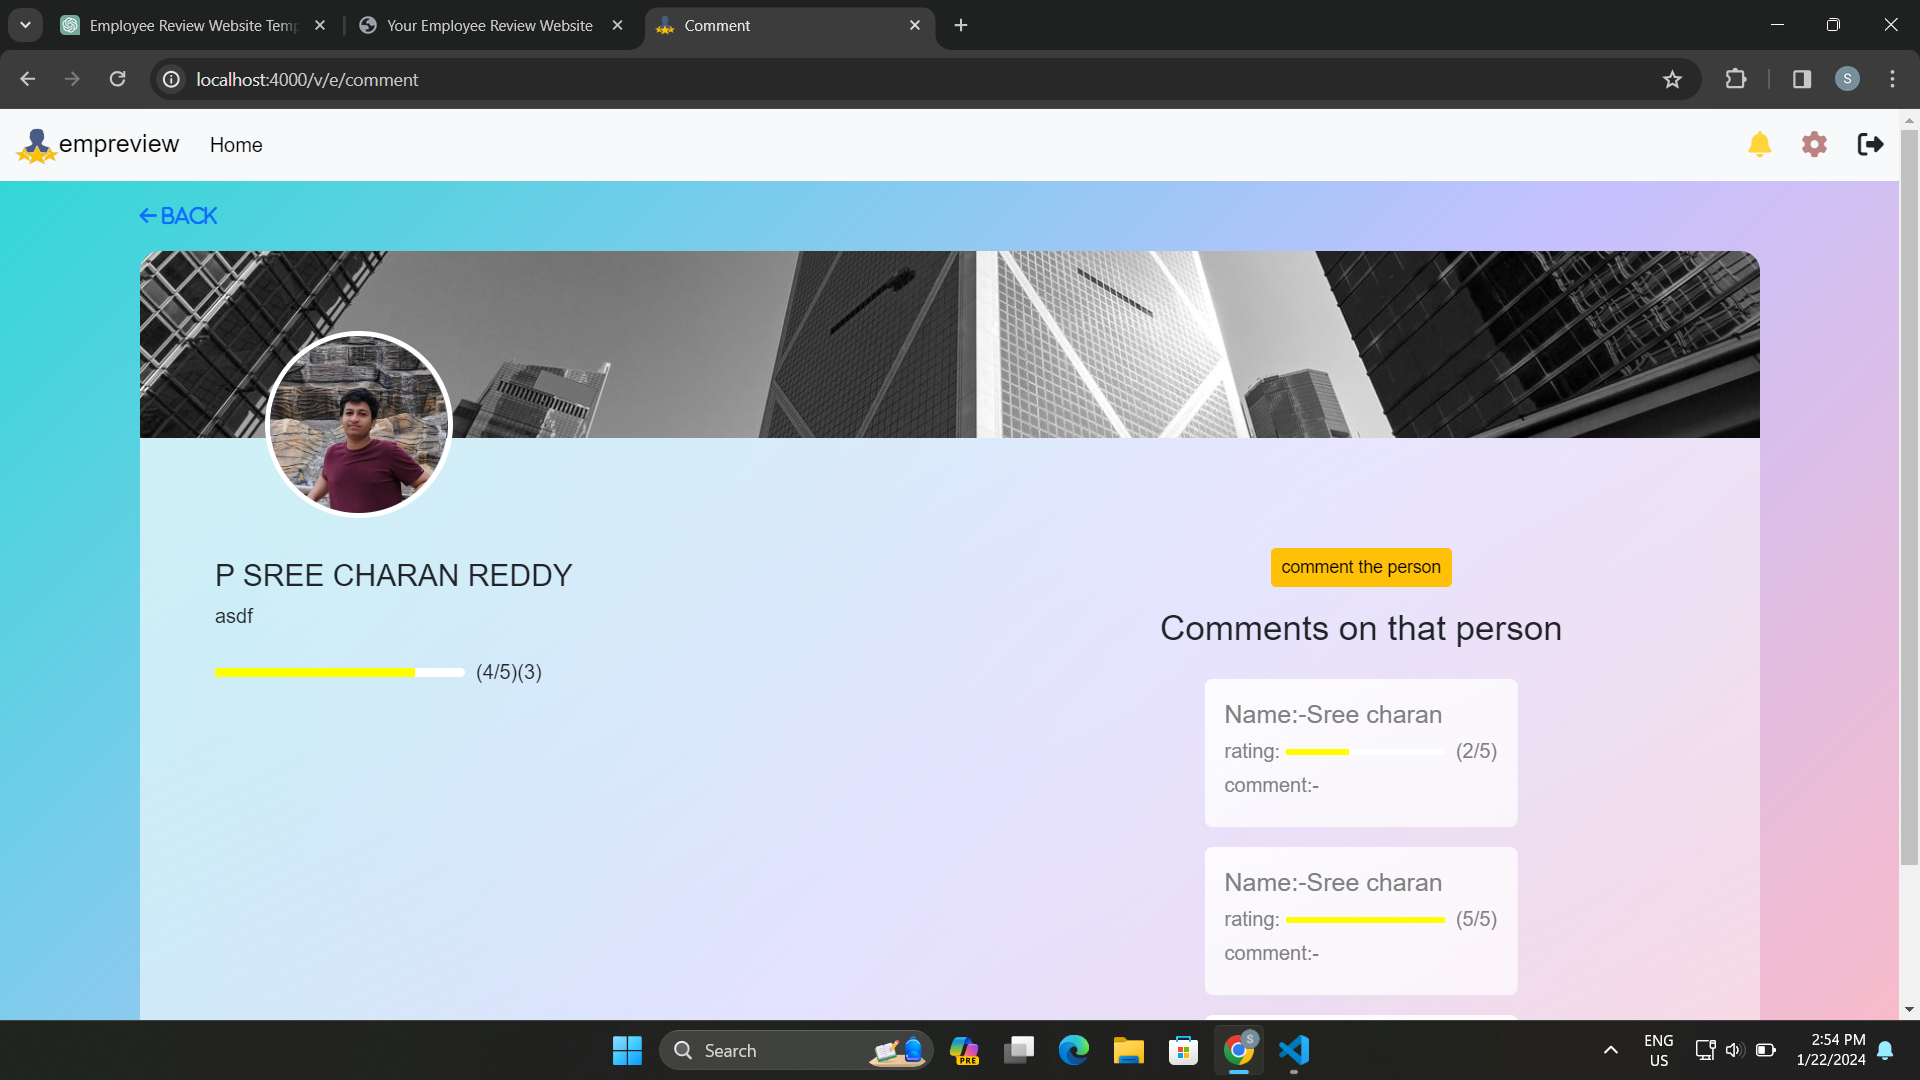 Employee Review Website Temp
Your Employee Review Website
Comment
localhost:4000/v/e/comment
S
empreview
Home
BACK
P SREE CHARAN REDDY
asdf
(4/5)(3)
comment the person
Comments on that person
Name:-Sree charan
rating: (2/5)
comment:-
Name:-Sree charan
rating: (5/5)
comment:-
Search
PRE
S
ENG
US
2:54 PM
1/22/2024